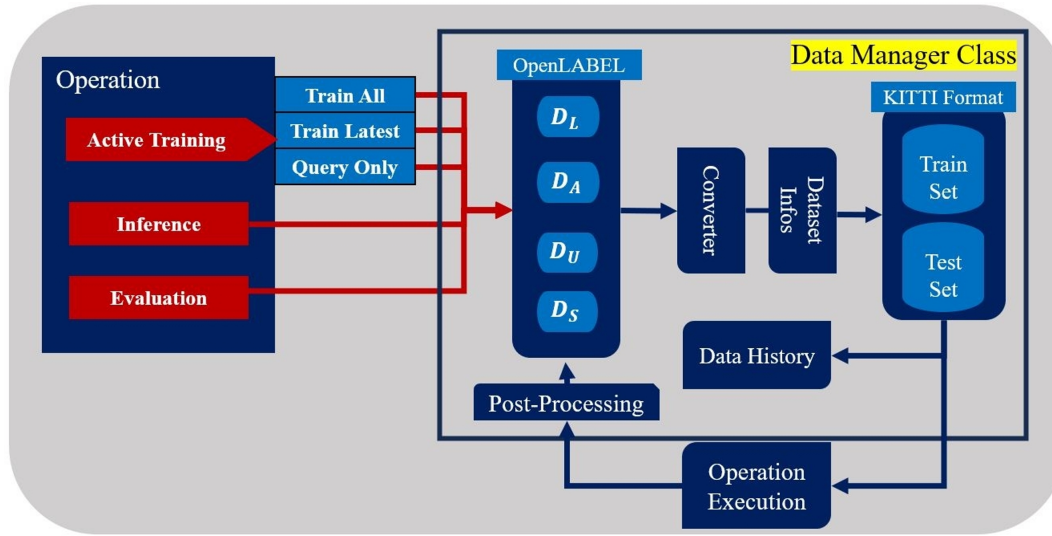 Operation
Active Training
Inference
Evaluation
Train All
Train Latest
Query Only
Data Manager Class
OpenLABEL
D_L
D_A
D_U
D_S
Converter
Dataset
Infos
KITTI Format
Train
Set
Test
Set
Data History
Post-Processing
Operation
Execution